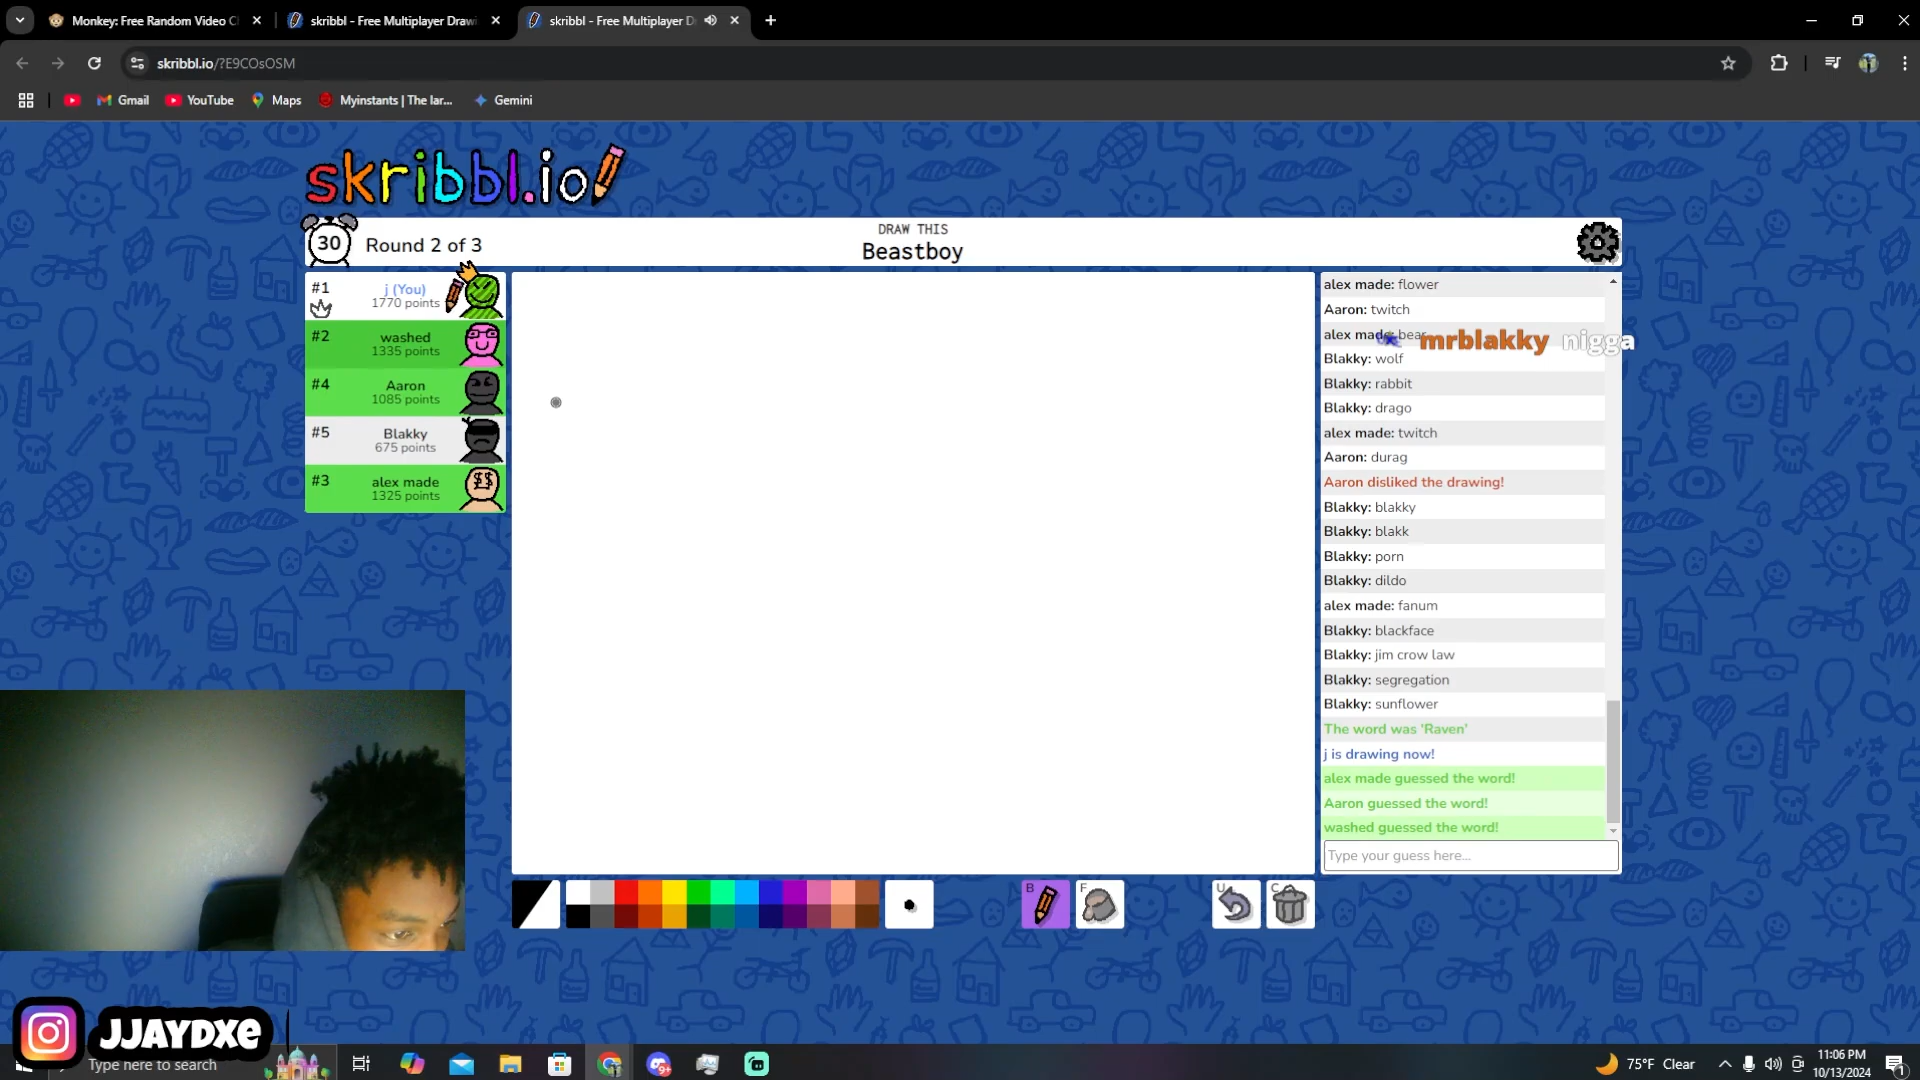 Monkey: Free Random Video C
skribbl - Free Multiplayer Drawi
skribbl - Free Multiplayer D
skribbl.io/?E9COsOSM
Gmail
YouTube
Maps
Myinstants | The lar...
Gemini
skribbl.io
30
Round 2 of 3
DRAW THIS
Beastboy
#1
j (You)
1770 points
#2
washed
1335 points
#4
Aaron
1085 points
#5
Blakky
675 points
#3
alex made
1325 points
alex made: flower
Aaron: twitch
alex made: bear
mrblakky nigga
Blakky: wolf
Blakky: rabbit
Blakky: drago
alex made: twitch
Aaron: durag
Aaron disliked the drawing!
Blakky: blakky
Blakky: blakk
Blakky: porn
Blakky: dildo
alex made: fanum
Blakky: blackface
Blakky: jim crow law
Blakky: segregation
Blakky: sunflower
The word was 'Raven'
j is drawing now!
alex made guessed the word!
Aaron guessed the word!
washed guessed the word!
Type your guess here...
B
F
U
C
JJAYDXE
Type here to search
9+
75°F Clear
11:06 PM
10/13/2024
1